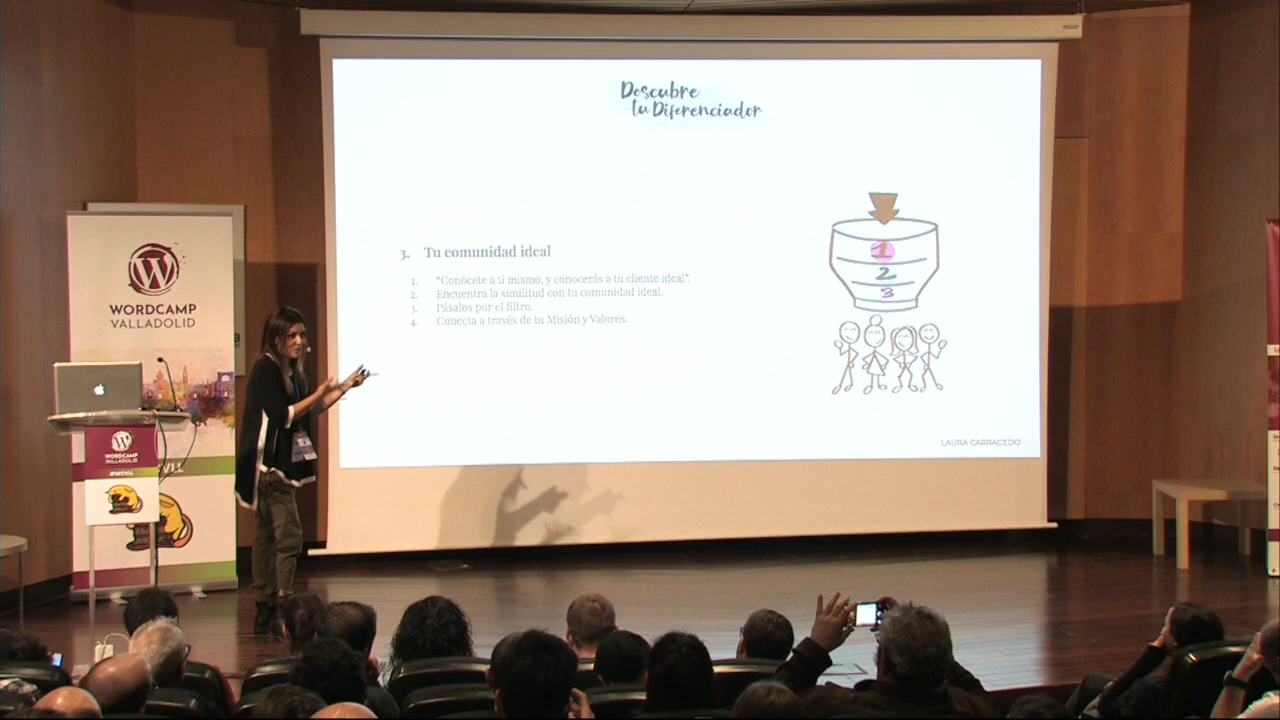 Descubre
tu Diferenciador
3. Tu comunidad ideal
1. "Conócete a ti mismo, y conocerás a tu cliente ideal".
2. Encuentra la similitud con tu comunidad ideal.
3. Pásalos por el filtro.
4. Conecta a través de tu Misión y Valores.
1
2
3
LAURA CARRACEDO
WORDCAMP
VALLADOLID
WORDCAMP
VALLADOLID
#WCVLL